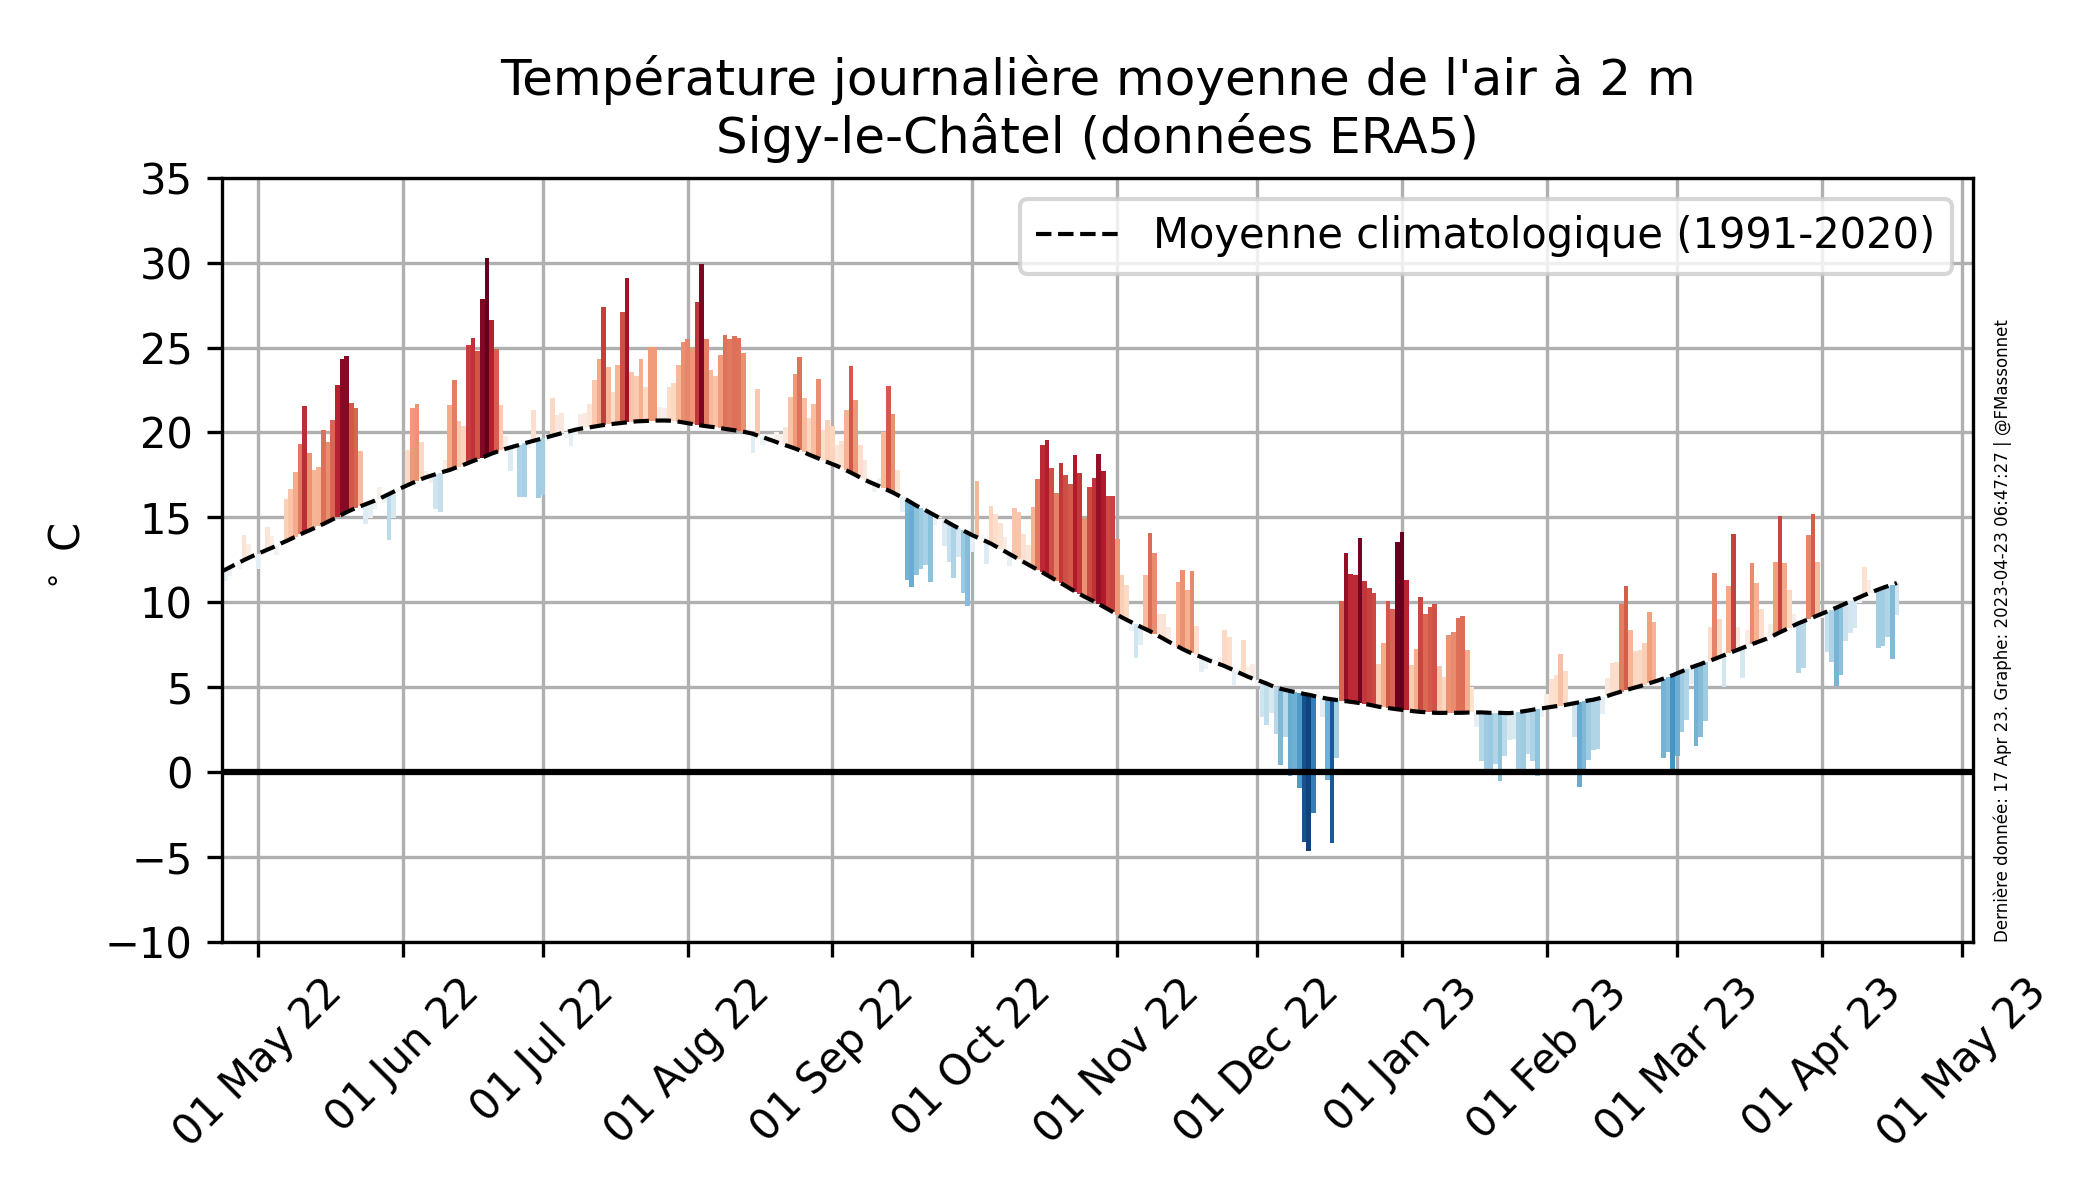 Température journalière moyenne de l'air à 2 m
Sigy-le-Châtel (données ERA5)
Moyenne climatologique (1991-2020)
° C
35
30
25
20
15
10
5
0
−5
−10
01 May 22
01 Jun 22
01 Jul 22
01 Aug 22
01 Sep 22
01 Oct 22
01 Nov 22
01 Dec 22
01 Jan 23
01 Feb 23
01 Mar 23
01 Apr 23
01 May 23
Dernière donnée: 17 Apr 23. Graphe: 2023-04-23 06:47:27 | @FMassonnet